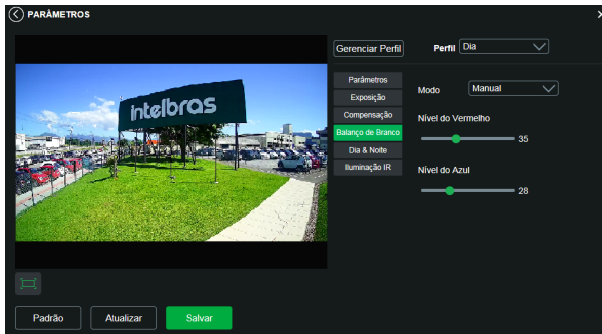 PARÂMETROS
Gerenciar Perfil
Perfil Dia
Parâmetros
Exposição
Compensação
Balanço de Branco
Dia & Noite
Iluminação IR
Modo Manual
Nível do Vermelho
35
Nível do Azul
28
intelbras
Padrão Atualizar Salvar